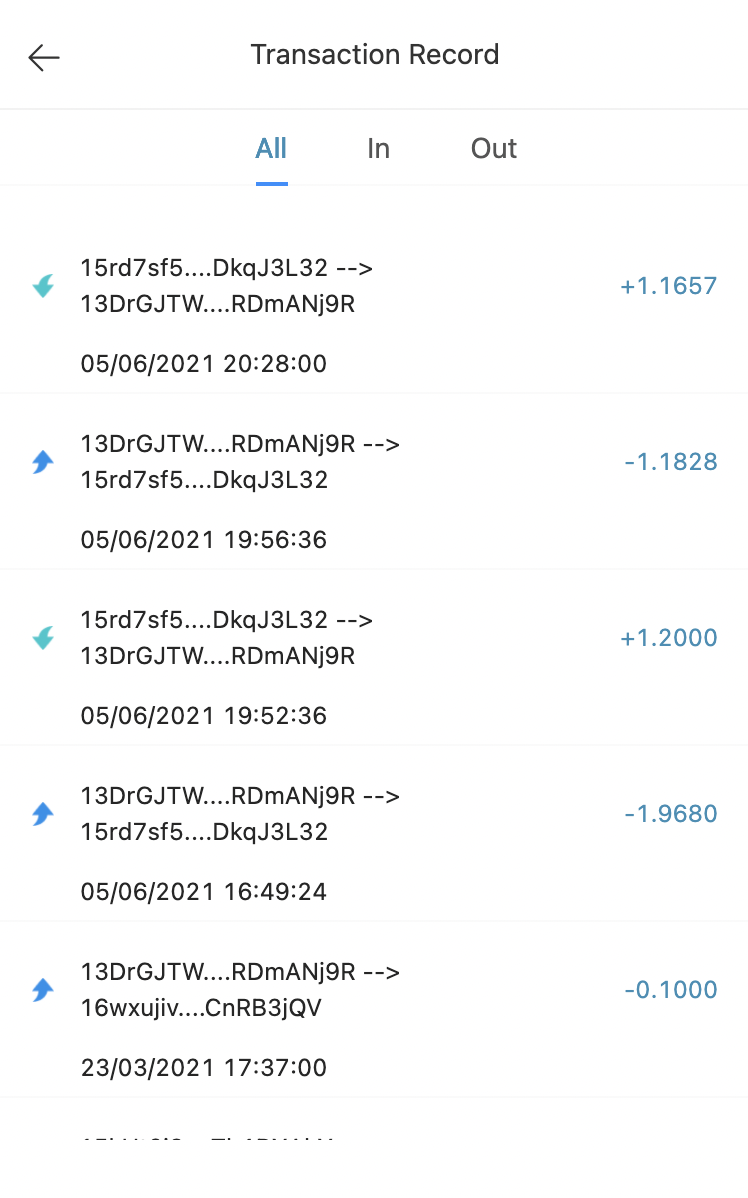 Transaction Record
All In Out
15rd7sf5....DkqJ3L32 -->
13DrGJTW....RDmANj9R
+1.1657
05/06/2021 20:28:00
13DrGJTW....RDmANj9R -->
15rd7sf5....DkqJ3L32
-1.1828
05/06/2021 19:56:36
15rd7sf5....DkqJ3L32 -->
13DrGJTW....RDmANj9R
+1.2000
05/06/2021 19:52:36
13DrGJTW....RDmANj9R -->
15rd7sf5....DkqJ3L32
-1.9680
05/06/2021 16:49:24
13DrGJTW....RDmANj9R -->
16wxujiv....CnRB3jQV
-0.1000
23/03/2021 17:37:00